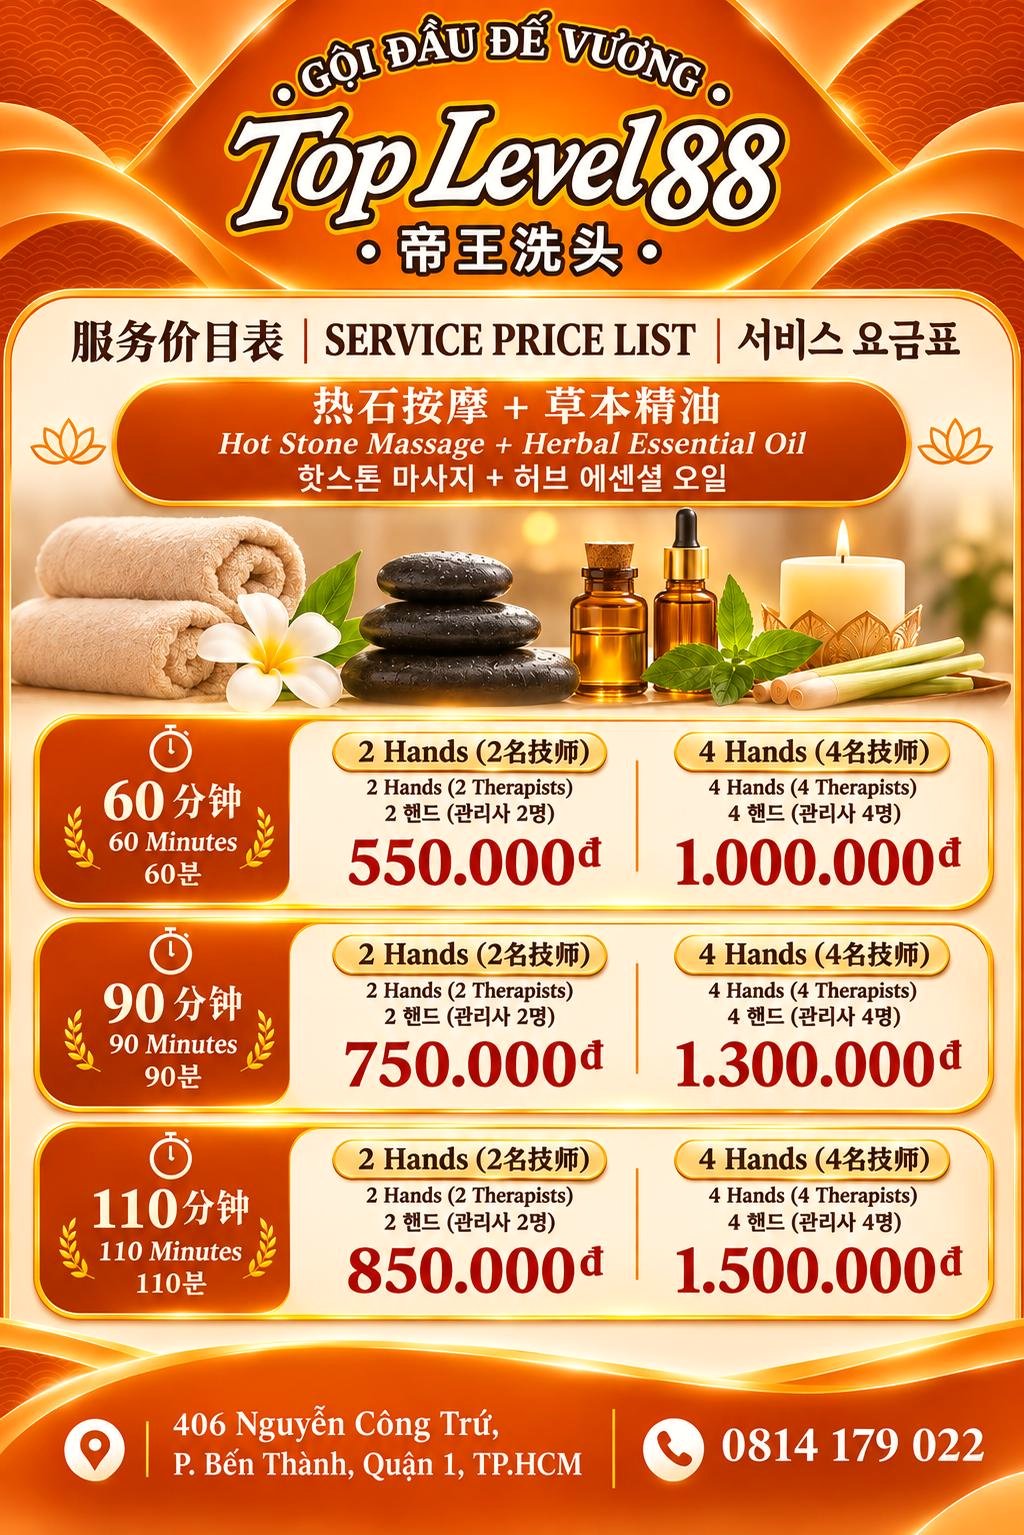 • GỘI ĐẦU ĐẾ VƯƠNG •
Top Level 88
• 帝王洗头 •
服务价目表 | SERVICE PRICE LIST | 서비스 요금표
热石按摩 + 草本精油
Hot Stone Massage + Herbal Essential Oil
핫스톤 마사지 + 허브 에센셜 오일
60 分钟
60 Minutes
60분
2 Hands (2名技师)
2 Hands (2 Therapists)
2 핸드 (관리사 2명)
550.000đ
4 Hands (4名技师)
4 Hands (4 Therapists)
4 핸드 (관리사 4명)
1.000.000đ
90 分钟
90 Minutes
90분
2 Hands (2名技师)
2 Hands (2 Therapists)
2 핸드 (관리사 2명)
750.000đ
4 Hands (4名技师)
4 Hands (4 Therapists)
4 핸드 (관리사 4명)
1.300.000đ
110 分钟
110 Minutes
110분
2 Hands (2名技师)
2 Hands (2 Therapists)
2 핸드 (관리사 2명)
850.000đ
4 Hands (4名技师)
4 Hands (4 Therapists)
4 핸드 (관리사 4명)
1.500.000đ
406 Nguyễn Công Trứ,
P. Bến Thành, Quận 1, TP.HCM
0814 179 022